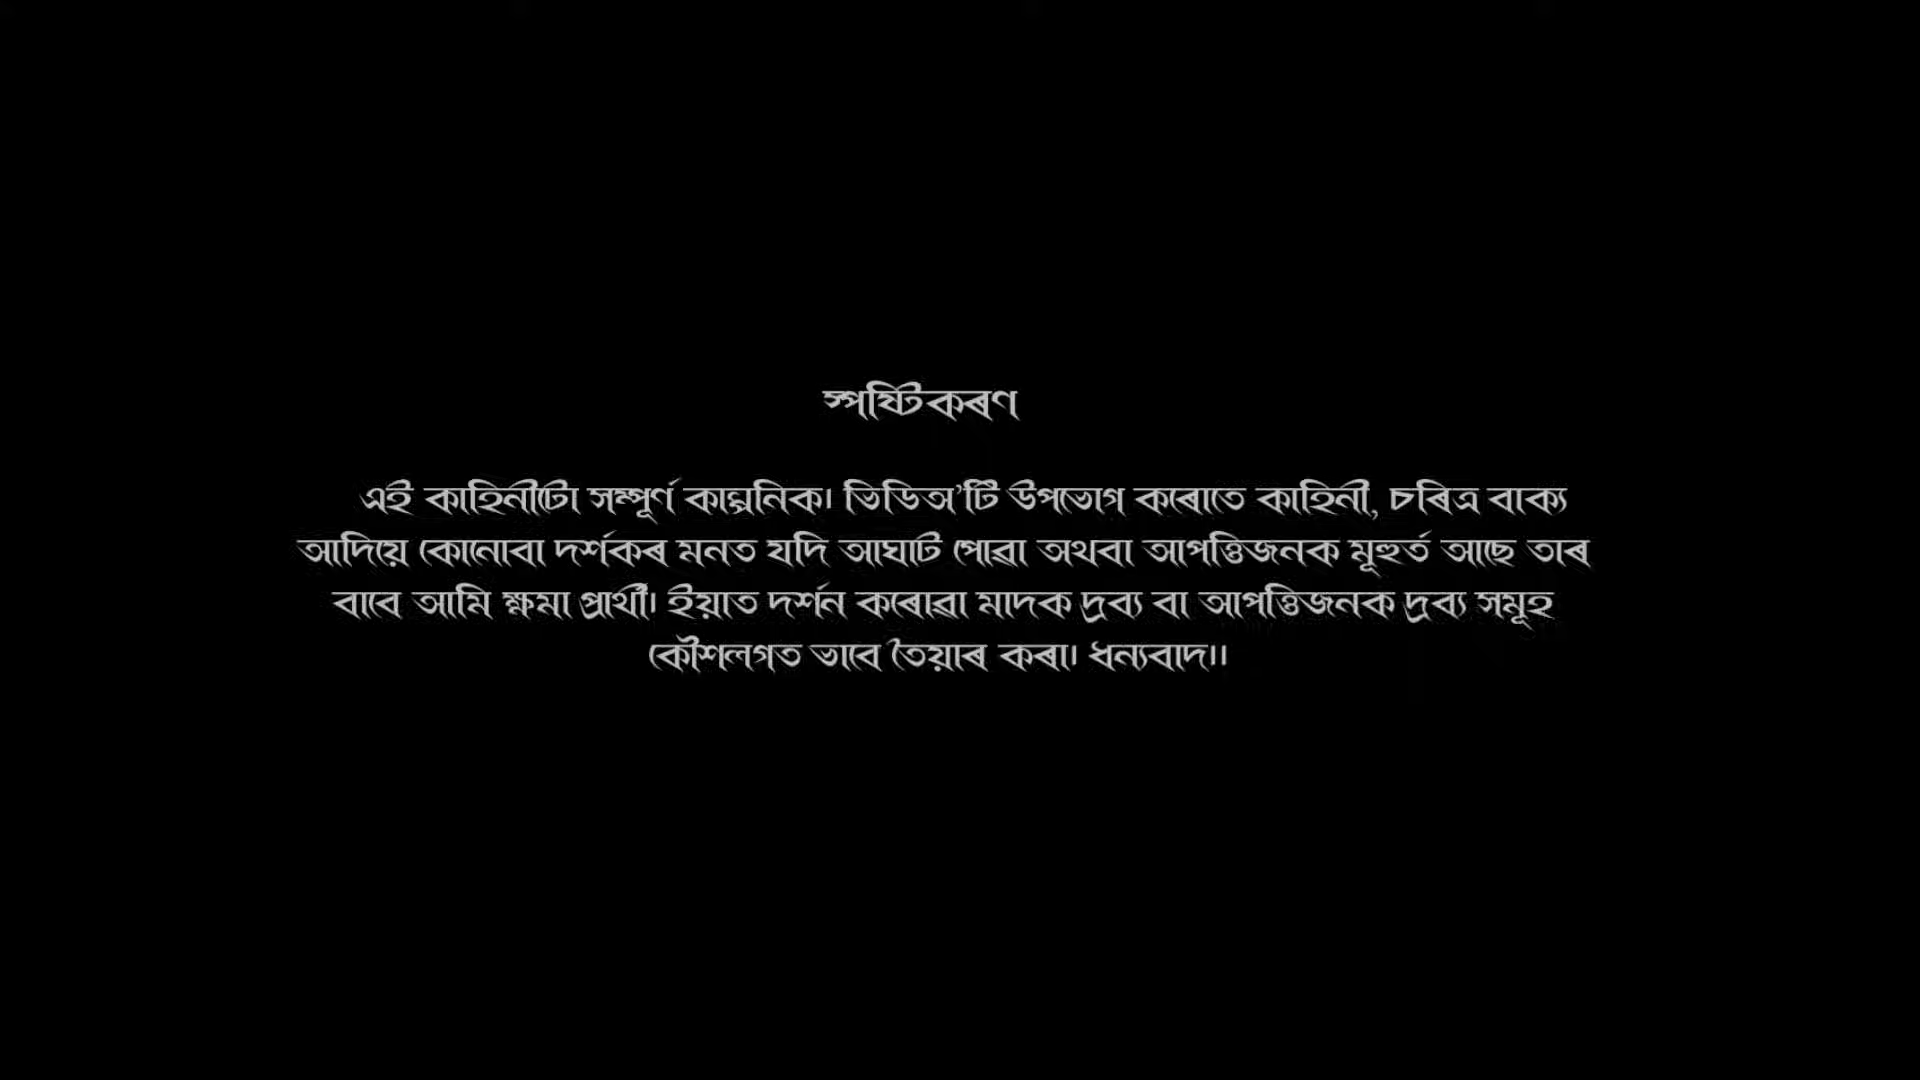 স্পষ্টিকৰণ
এই কাহিনীটো সম্পূৰ্ণ কাল্পনিক। ভিডিঅ’টি উপভোগ কৰোতে কাহিনী, চৰিত্ৰ বাক্য
আদিয়ে কোনোবা দৰ্শকৰ মনত যদি আঘাট পোৱা অথবা আপত্তিজনক মূহুৰ্ত আছে তাৰ
বাবে আমি ক্ষমা প্ৰাৰ্থী। ইয়াত দৰ্শন কৰোৱা মাদক দ্ৰব্য বা আপত্তিজনক দ্ৰব্য সমূহ
কৌশলগত ভাবে তৈয়াৰ কৰা। ধন্যবাদ।।